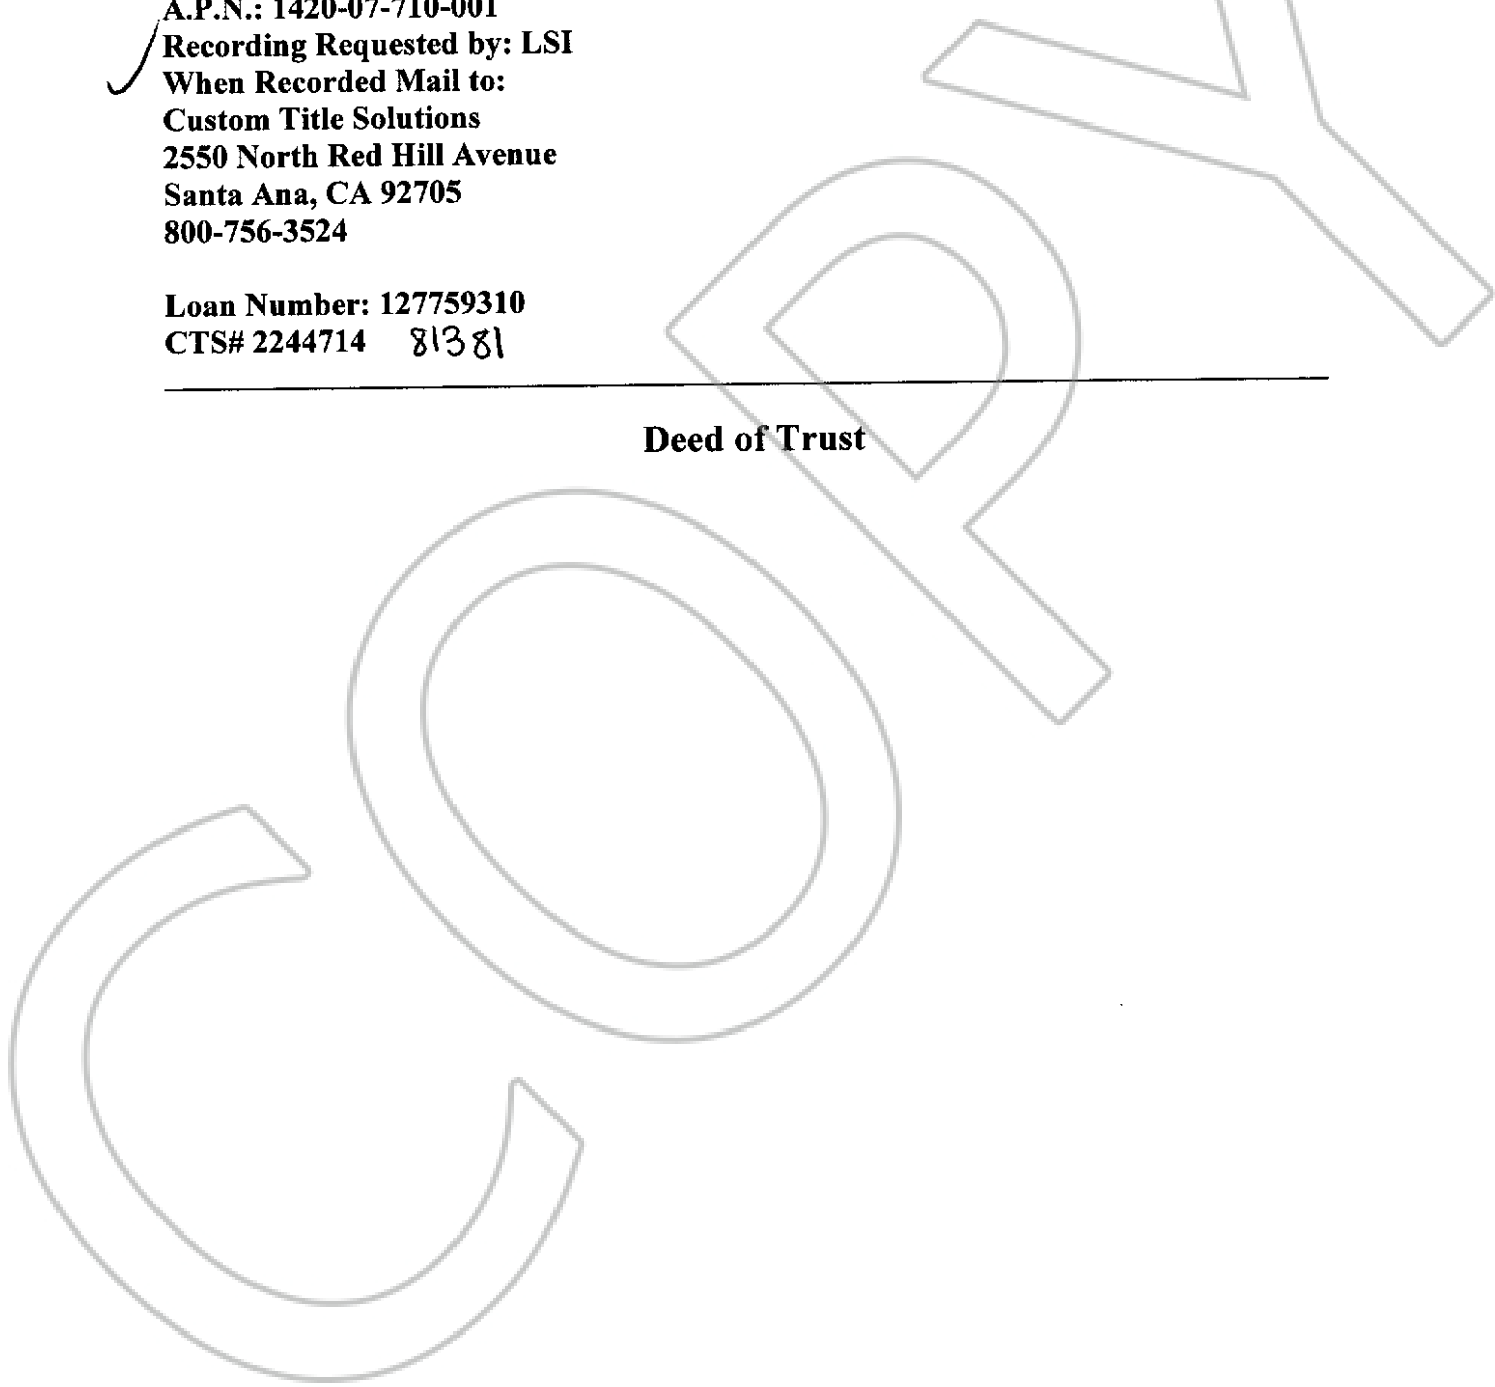 A.P.N.: 1420-07-710-001
Recording Requested by: LSI
When Recorded Mail to:
Custom Title Solutions
2550 North Red Hill Avenue
Santa Ana, CA 92705
800-756-3524
Loan Number: 127759310
CTS# 2244714 81381
Deed of Trust
COPY